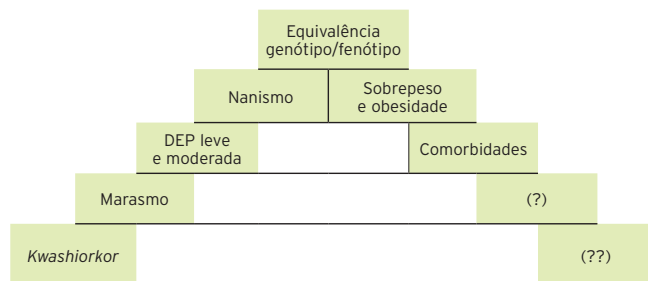 Equivalência
genótipo/fenótipo
Nanismo
Sobrepeso
e obesidade
DEP leve
e moderada
Comorbidades
Marasmo
(?)
Kwashiorkor
(??)